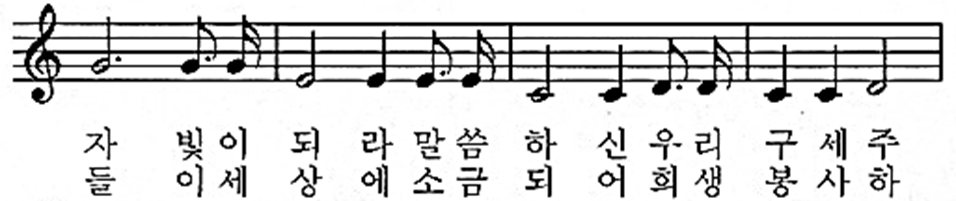 자 빛 이 되 라 말 씀 하 신 우 리 구 세 주
들 이 세 상 에 소 금 되 어 희 생 봉 사 하